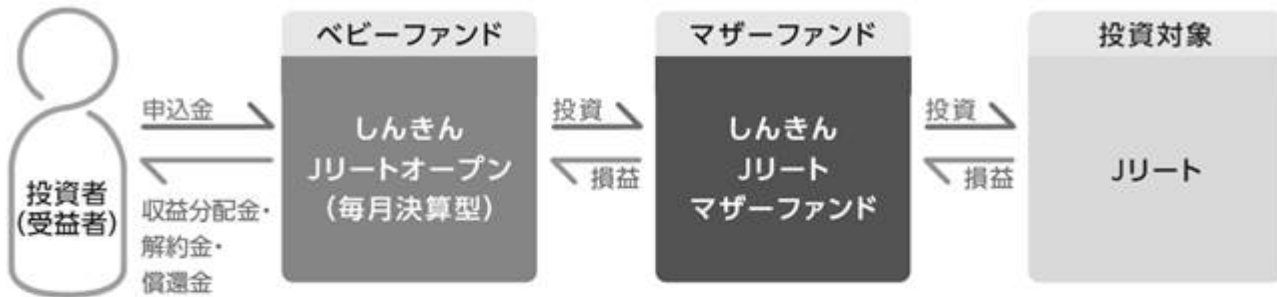 ベビーファンド
マザーファンド
投資対象
申込金
投資
投資
しんきん
Jリートオープン
(毎月決算型)
しんきん
Jリート
マザーファンド
Jリート
損益
損益
投資者
(受益者)
収益分配金・
解約金・
償還金